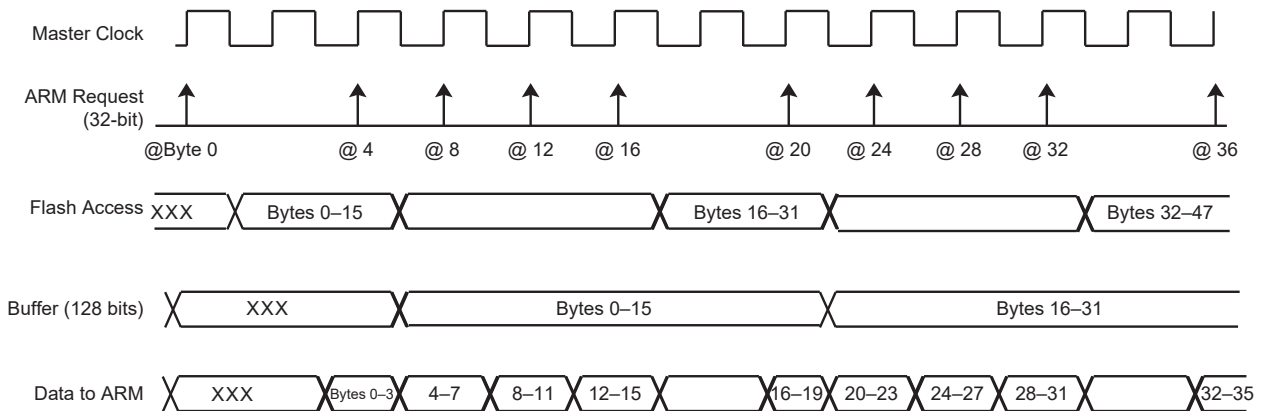 Master Clock
ARM Request
(32-bit)
@Byte 0 @ 4 @ 8 @ 12 @ 16 @ 20 @ 24 @ 28 @ 32 @ 36
Flash Access XXX Bytes 0–15 Bytes 16–31 Bytes 32–47
Buffer (128 bits) XXX Bytes 0–15 Bytes 16–31
Data to ARM XXX Bytes 0–3 4–7 8–11 12–15 16–19 20–23 24–27 28–31 32–35